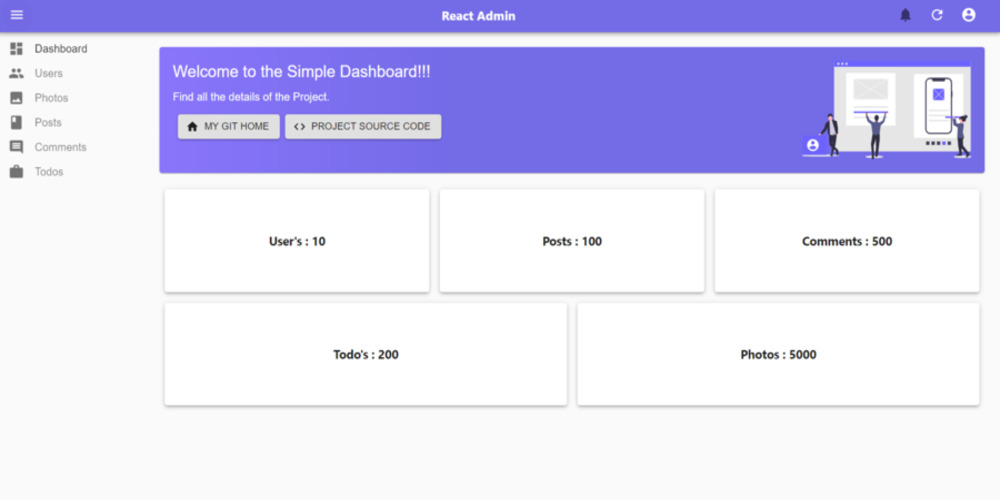 React Admin
Dashboard
Users
Photos
Posts
Comments
Todos
Welcome to the Simple Dashboard!!!
Find all the details of the Project.
MY GIT HOME
PROJECT SOURCE CODE
User's : 10
Posts : 100
Comments : 500
Todo's : 200
Photos : 5000